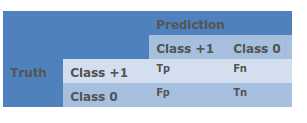 Prediction
Class +1 Class 0
Truth Class +1 Tp Fn
Class 0 Fp Tn